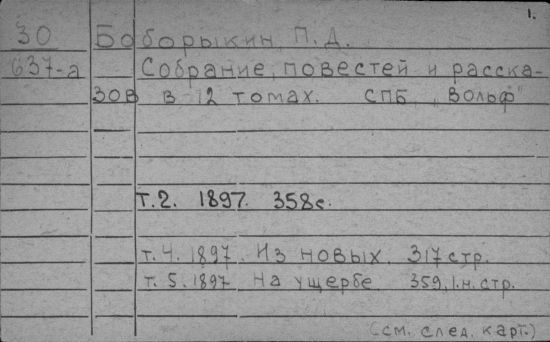 1.
30 Боборыкин, П. Д.
637-а Собрание повестей и расска-
зов в 12 томах. СПБ, "Вольф"
т.2. 1897. 358с.
т.4. 1897 Из новых. 317 стр.
т.5. 1897 На ущербе 359, 1.н. стр.
(см. след. карт.)